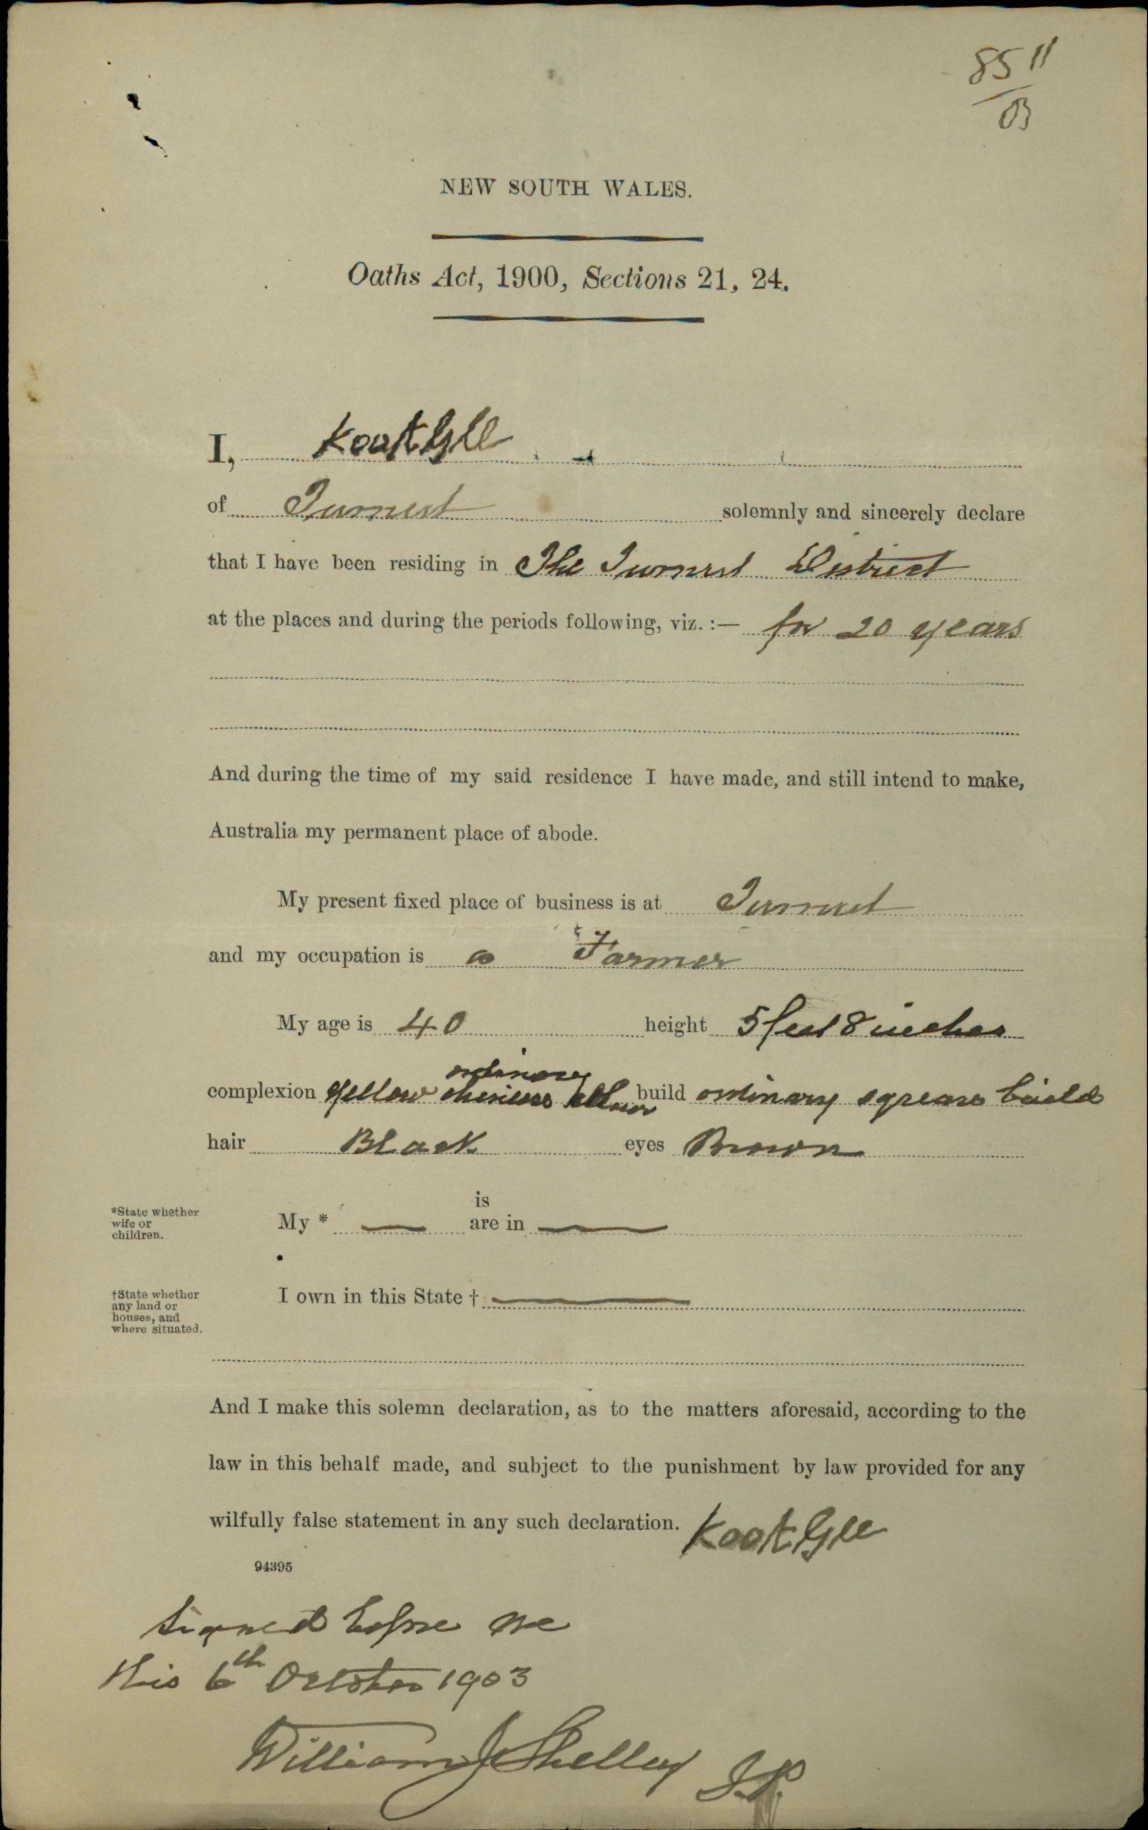 85 11
03
NEW SOUTH WALES.
Oaths Act, 1900, Sections 21, 24.
I, Kook Gee
of Tumut solemnly and sincerely declare
that I have been residing in The Tumut District
at the places and during the periods following, viz. :— for 20 years
And during the time of my said residence I have made, and still intend to make,
Australia my permanent place of abode.
My present fixed place of business is at Tumut
and my occupation is a Farmer
My age is 40 height 5 feet 8 inches
ordinary
complexion yellow chinese build ordinary square build
hair Black eyes Brown
is
*State whether
wife or
children.
My * — are in —
†State whether
any land or
houses, and
where situated.
I own in this State † —
And I make this solemn declaration, as to the matters aforesaid, according to the
law in this behalf made, and subject to the punishment by law provided for any
wilfully false statement in any such declaration. Kook Gee
94395
Signed before me
this 6th October 1903
William J Shelley J.P.